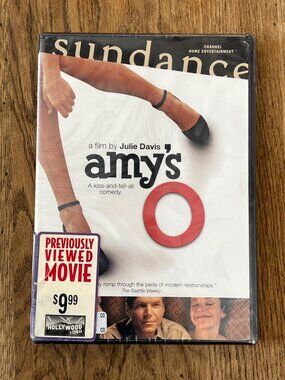 sundance
CHANNEL
HOME ENTERTAINMENT
a film by Julie Davis
amy's
A kiss-and-tell-all
comedy.
O
PREVIOUSLY
VIEWED
MOVIE
$9.99
HOLLYWOOD
romp through the perils of modern relationships."
The Seattle Weekly